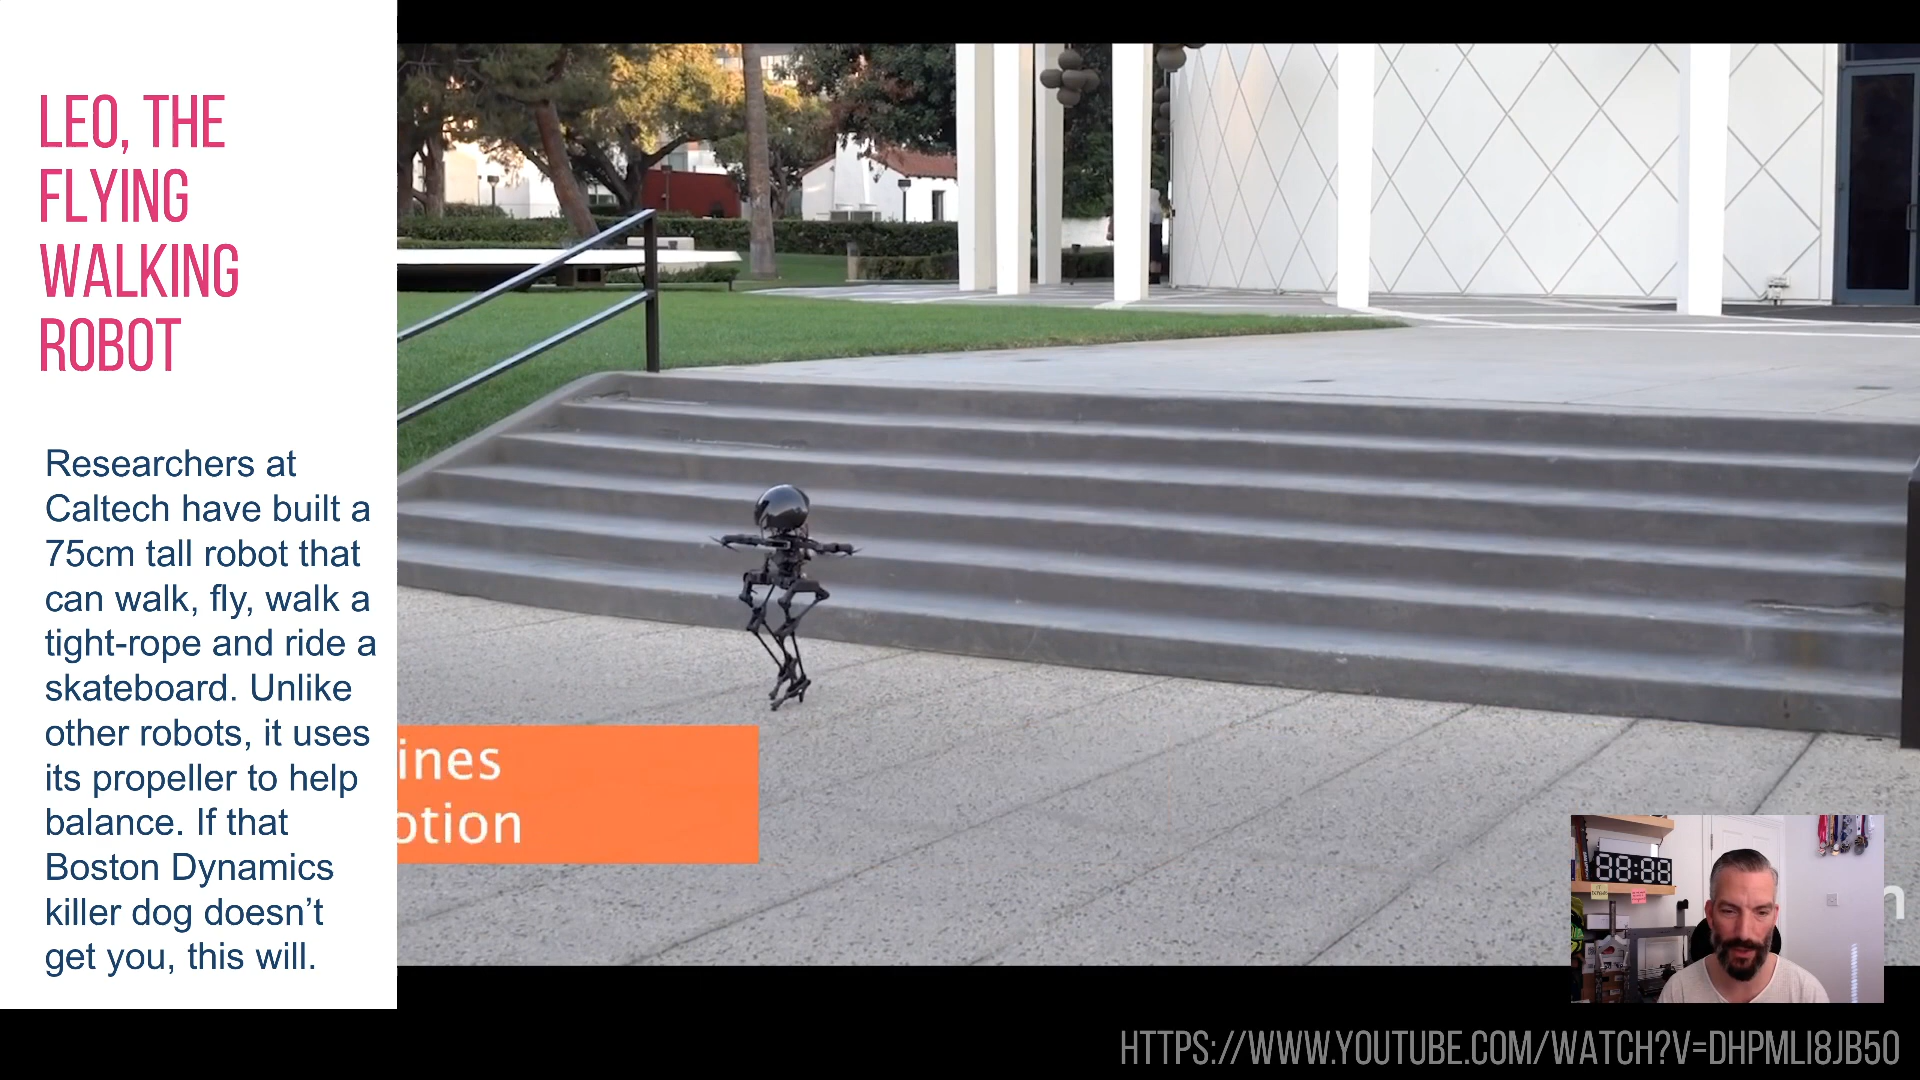 LEO, THE
FLYING
WALKING
ROBOT
Researchers at
Caltech have built a
75cm tall robot that
can walk, fly, walk a
tight-rope and ride a
skateboard. Unlike
other robots, it uses
its propeller to help
balance. If that
Boston Dynamics
killer dog doesn’t
get you, this will.
ines
otion
88:88
n
HTTPS://WWW.YOUTUBE.COM/WATCH?V=DHPMLI8JB50